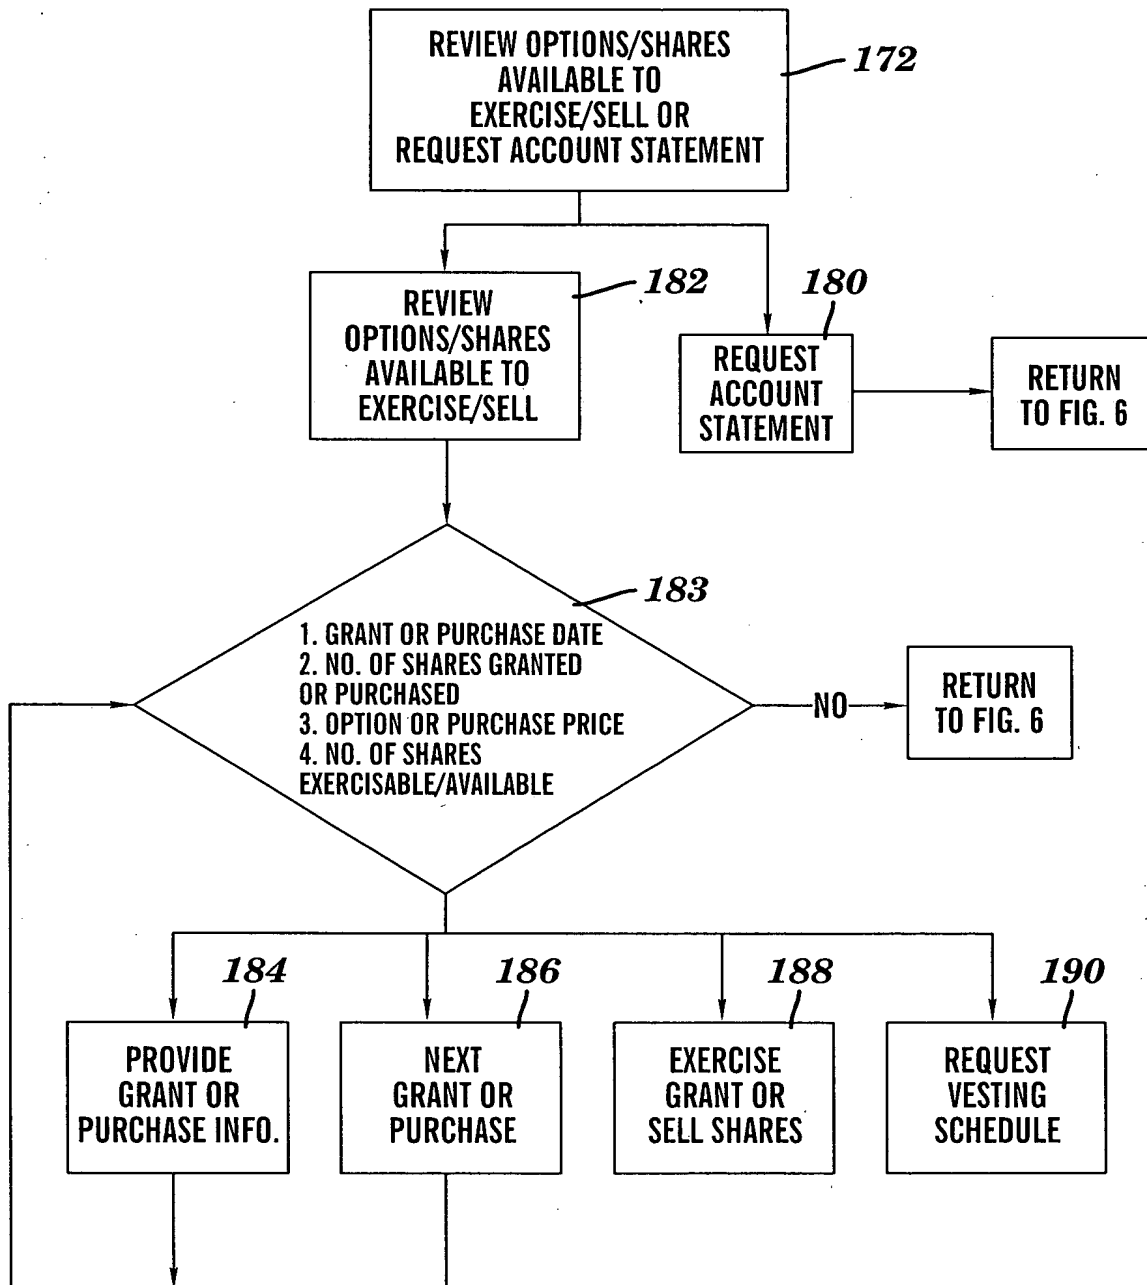 REVIEW OPTIONS/SHARES
AVAILABLE TO
EXERCISE/SELL OR
REQUEST ACCOUNT STATEMENT
172
REVIEW
OPTIONS/SHARES
AVAILABLE TO
EXERCISE/SELL
182
180
REQUEST
ACCOUNT
STATEMENT
RETURN
TO FIG. 6
183
1. GRANT OR PURCHASE DATE
2. NO. OF SHARES GRANTED
OR PURCHASED
3. OPTION OR PURCHASE PRICE
4. NO. OF SHARES
EXERCISABLE/AVAILABLE
NO
RETURN
TO FIG. 6
184
PROVIDE
GRANT OR
PURCHASE INFO.
186
NEXT
GRANT OR
PURCHASE
188
EXERCISE
GRANT OR
SELL SHARES
190
REQUEST
VESTING
SCHEDULE